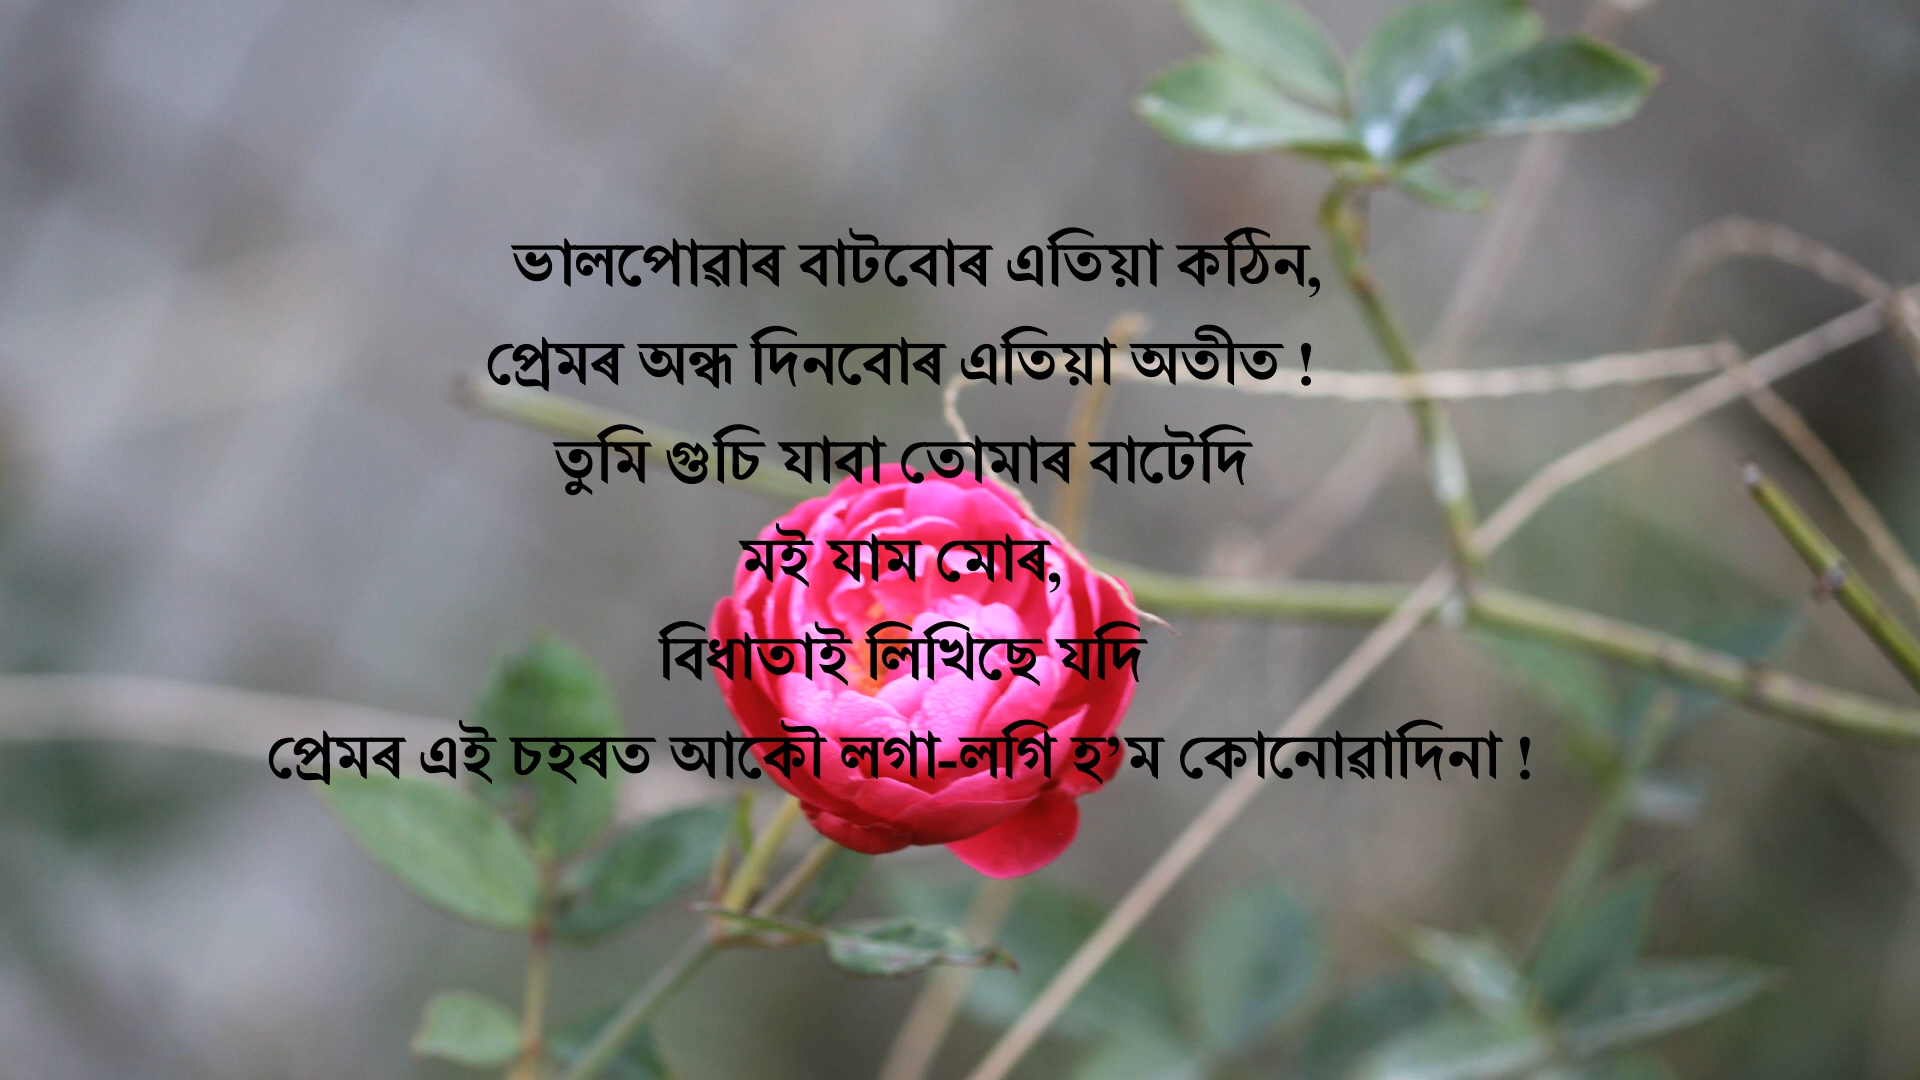 ভালপোৱাৰ বাটবোৰ এতিয়া কঠিন,
প্ৰেমৰ অন্ধ দিনবোৰ এতিয়া অতীত !
তুমি গুচি যাবা তোমাৰ বাটেদি
মই যাম মোৰ,
বিধাতাই লিখিছে যদি
প্ৰেমৰ এই চহৰত আকৌ লগা-লগি হ’ম কোনোৱাদিনা !